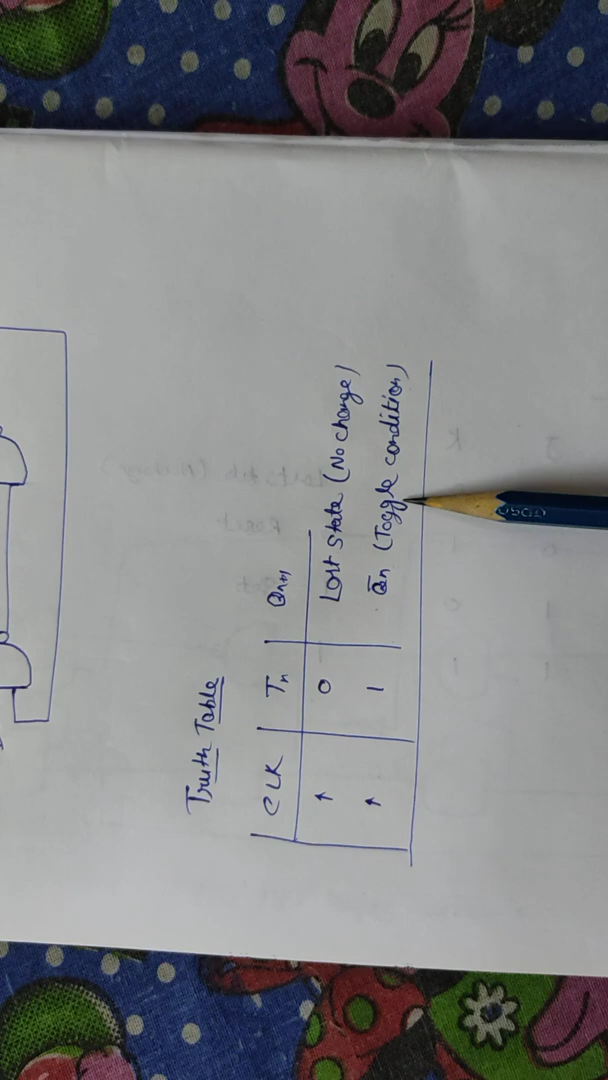 Truth Table
CLK Tn Qn+1
↑ 0 Last state (No change)
↑ 1 Q̄n (Toggle condition)